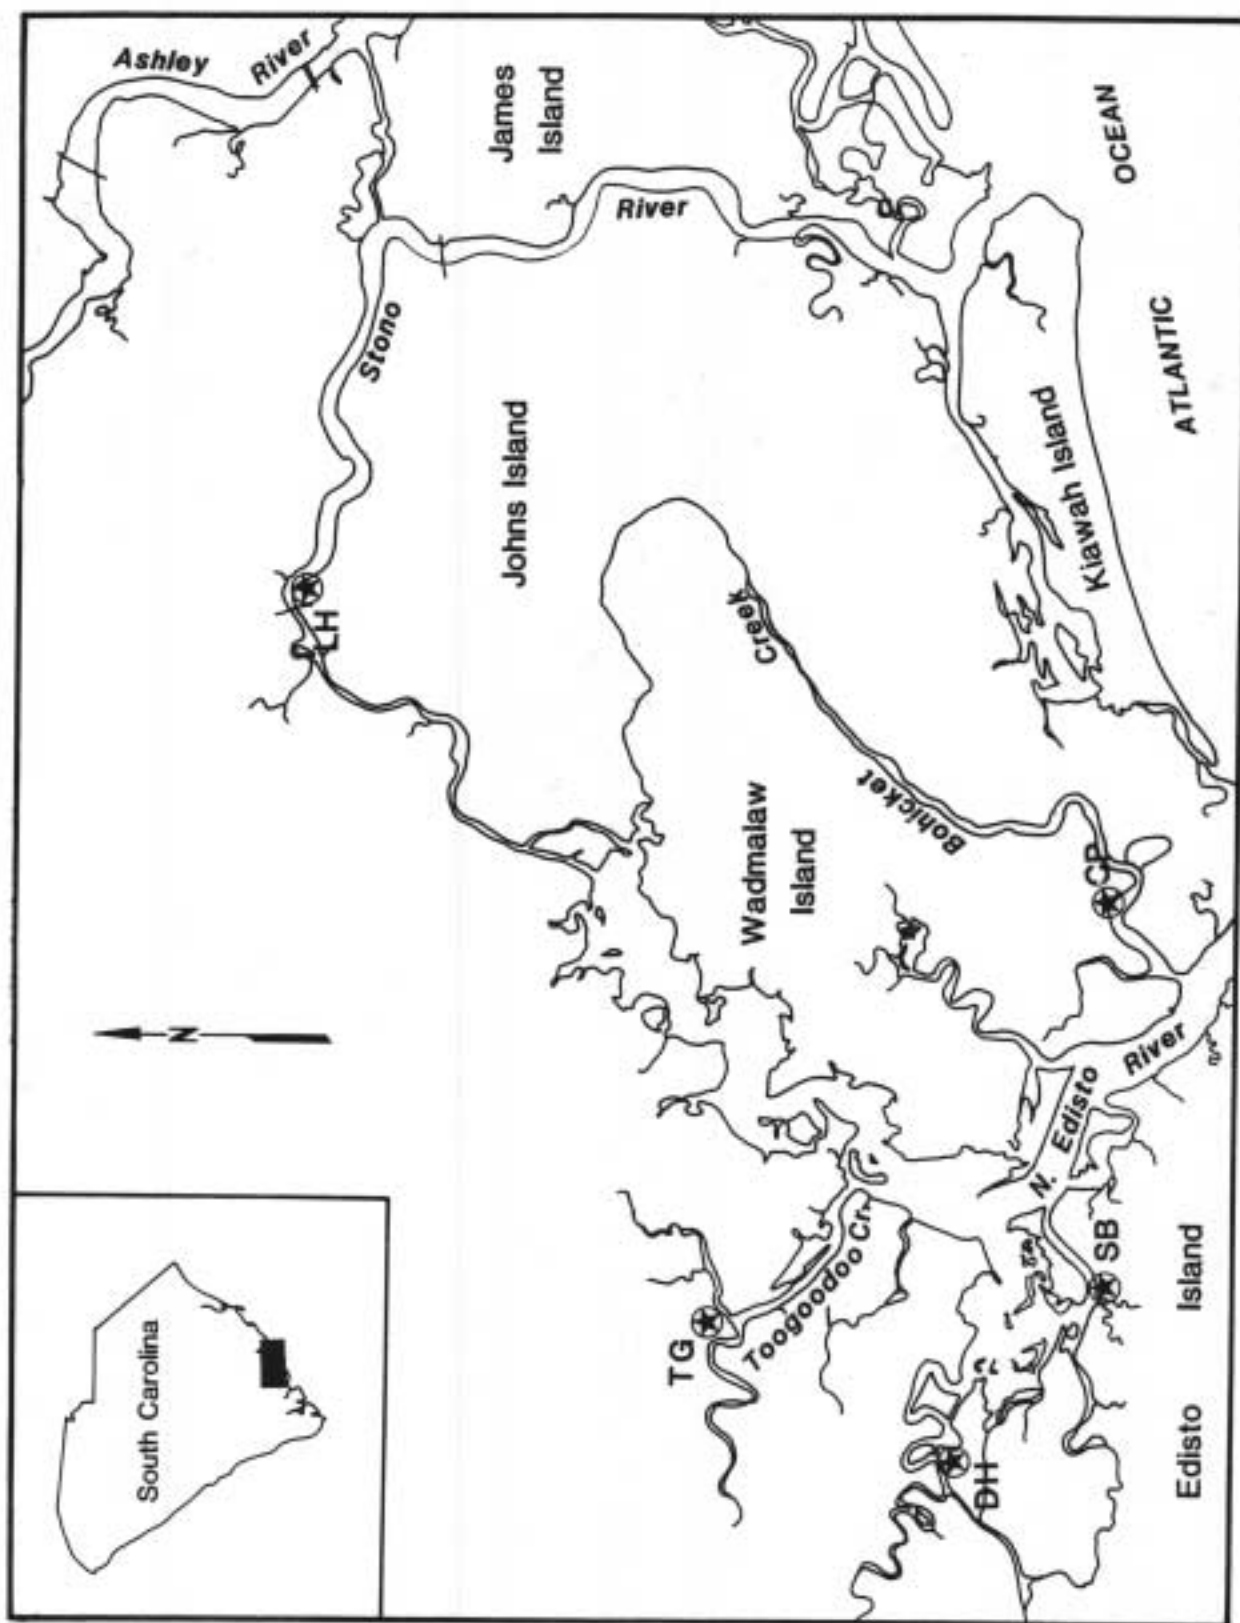 South Carolina
N
Ashley
River
James
Island
River
Stono
Johns Island
LH
OCEAN
ATLANTIC
Kiawah Island
Creek
Bohicket
Wadmalaw
Island
CP
River
N. Edisto
TG
Toogoodoo Cr.
SB
DH
Edisto Island